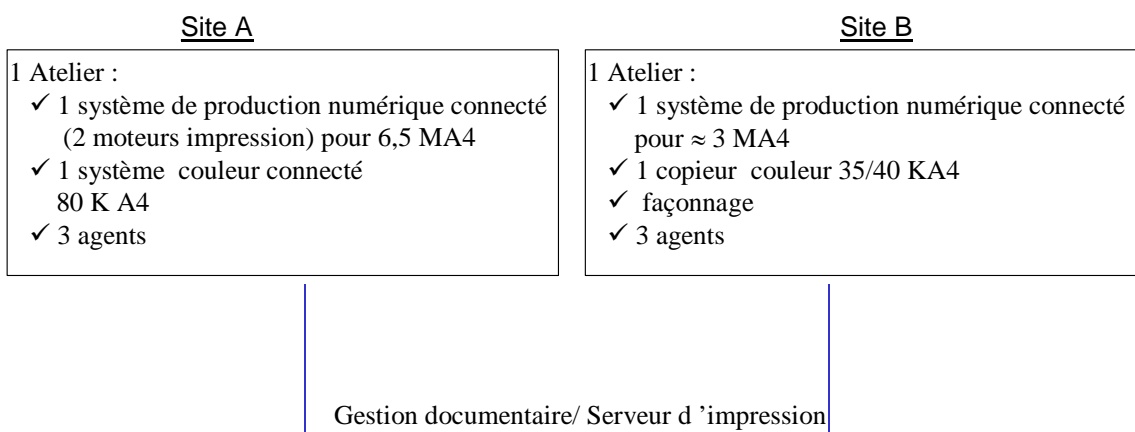 Site A
1 Atelier :
✓ 1 système de production numérique connecté
(2 moteurs impression) pour 6,5 MA4
✓ 1 système couleur connecté
80 K A4
✓ 3 agents
Site B
1 Atelier :
✓ 1 système de production numérique connecté
pour ≈ 3 MA4
✓ 1 copieur couleur 35/40 KA4
✓ façonnage
✓ 3 agents
Gestion documentaire/ Serveur d ’impression